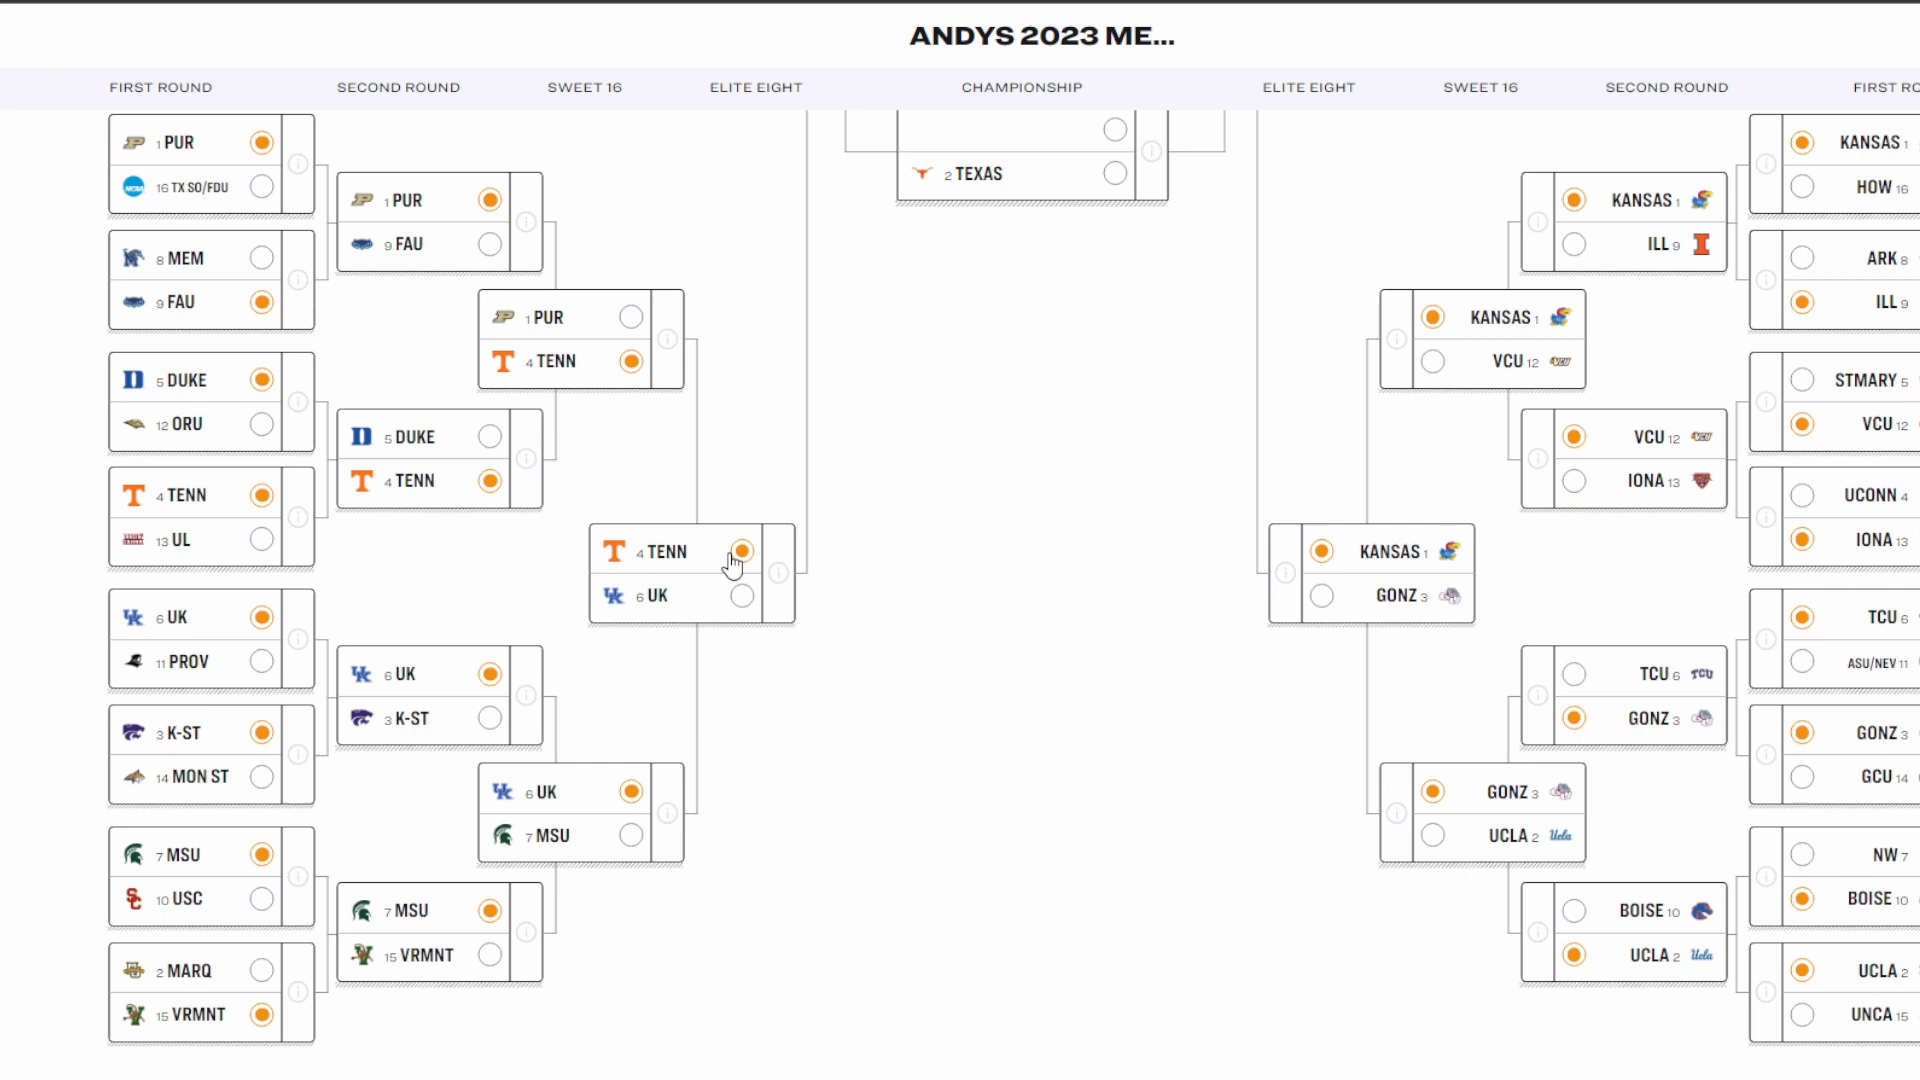 ANDYS 2023 ME...
FIRST ROUND SECOND ROUND SWEET 16 ELITE EIGHT CHAMPIONSHIP ELITE EIGHT SWEET 16 SECOND ROUND FIRST RO
1 PUR
16 TX SO/FDU
8 MEM
9 FAU
5 DUKE
12 ORU
4 TENN
13 UL
6 UK
11 PROV
3 K-ST
14 MON ST
7 MSU
10 USC
2 MARQ
15 VRMNT
1 PUR
9 FAU
5 DUKE
4 TENN
6 UK
3 K-ST
7 MSU
15 VRMNT
1 PUR
4 TENN
6 UK
7 MSU
4 TENN
6 UK
2 TEXAS
KANSAS 1
GONZ 3
KANSAS 1
VCU 12
GONZ 3
UCLA 2
KANSAS 1
ILL 9
VCU 12
IONA 13
TCU 6
GONZ 3
BOISE 10
UCLA 2
KANSAS 1
HOW 16
ARK 8
ILL 9
STMARY 5
VCU 12
UCONN 4
IONA 13
TCU 6
ASU/NEV 11
GONZ 3
GCU 14
NW 7
BOISE 10
UCLA 2
UNCA 15